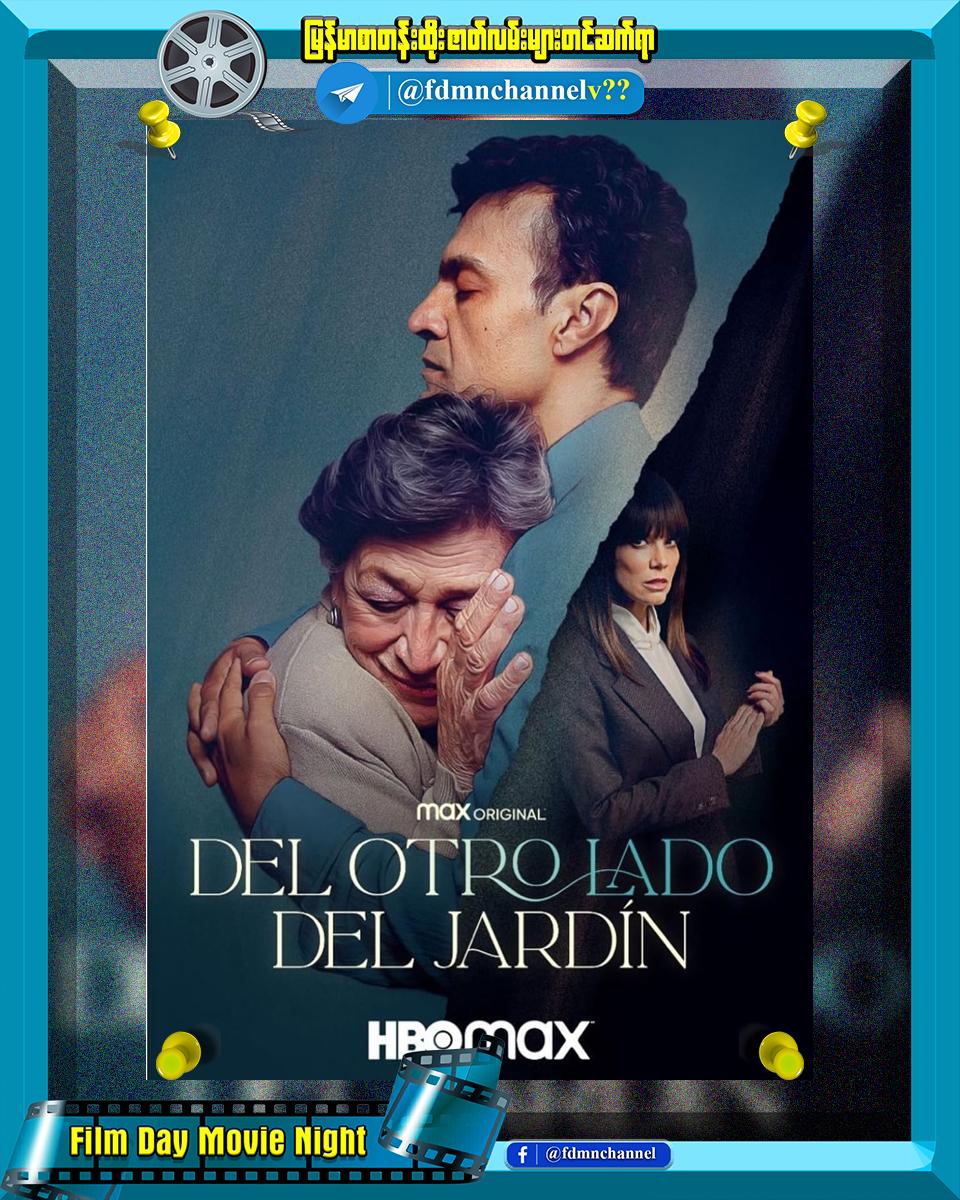 မြန်မာစာတန်းထိုးဇာတ်လမ်းများတင်ဆက်ရာ
@fdmnchannelv??
max ORIGINAL
DEL OTRO LADO
DEL JARDÍN
HBO max
Film Day Movie Night
f @fdmnchannel